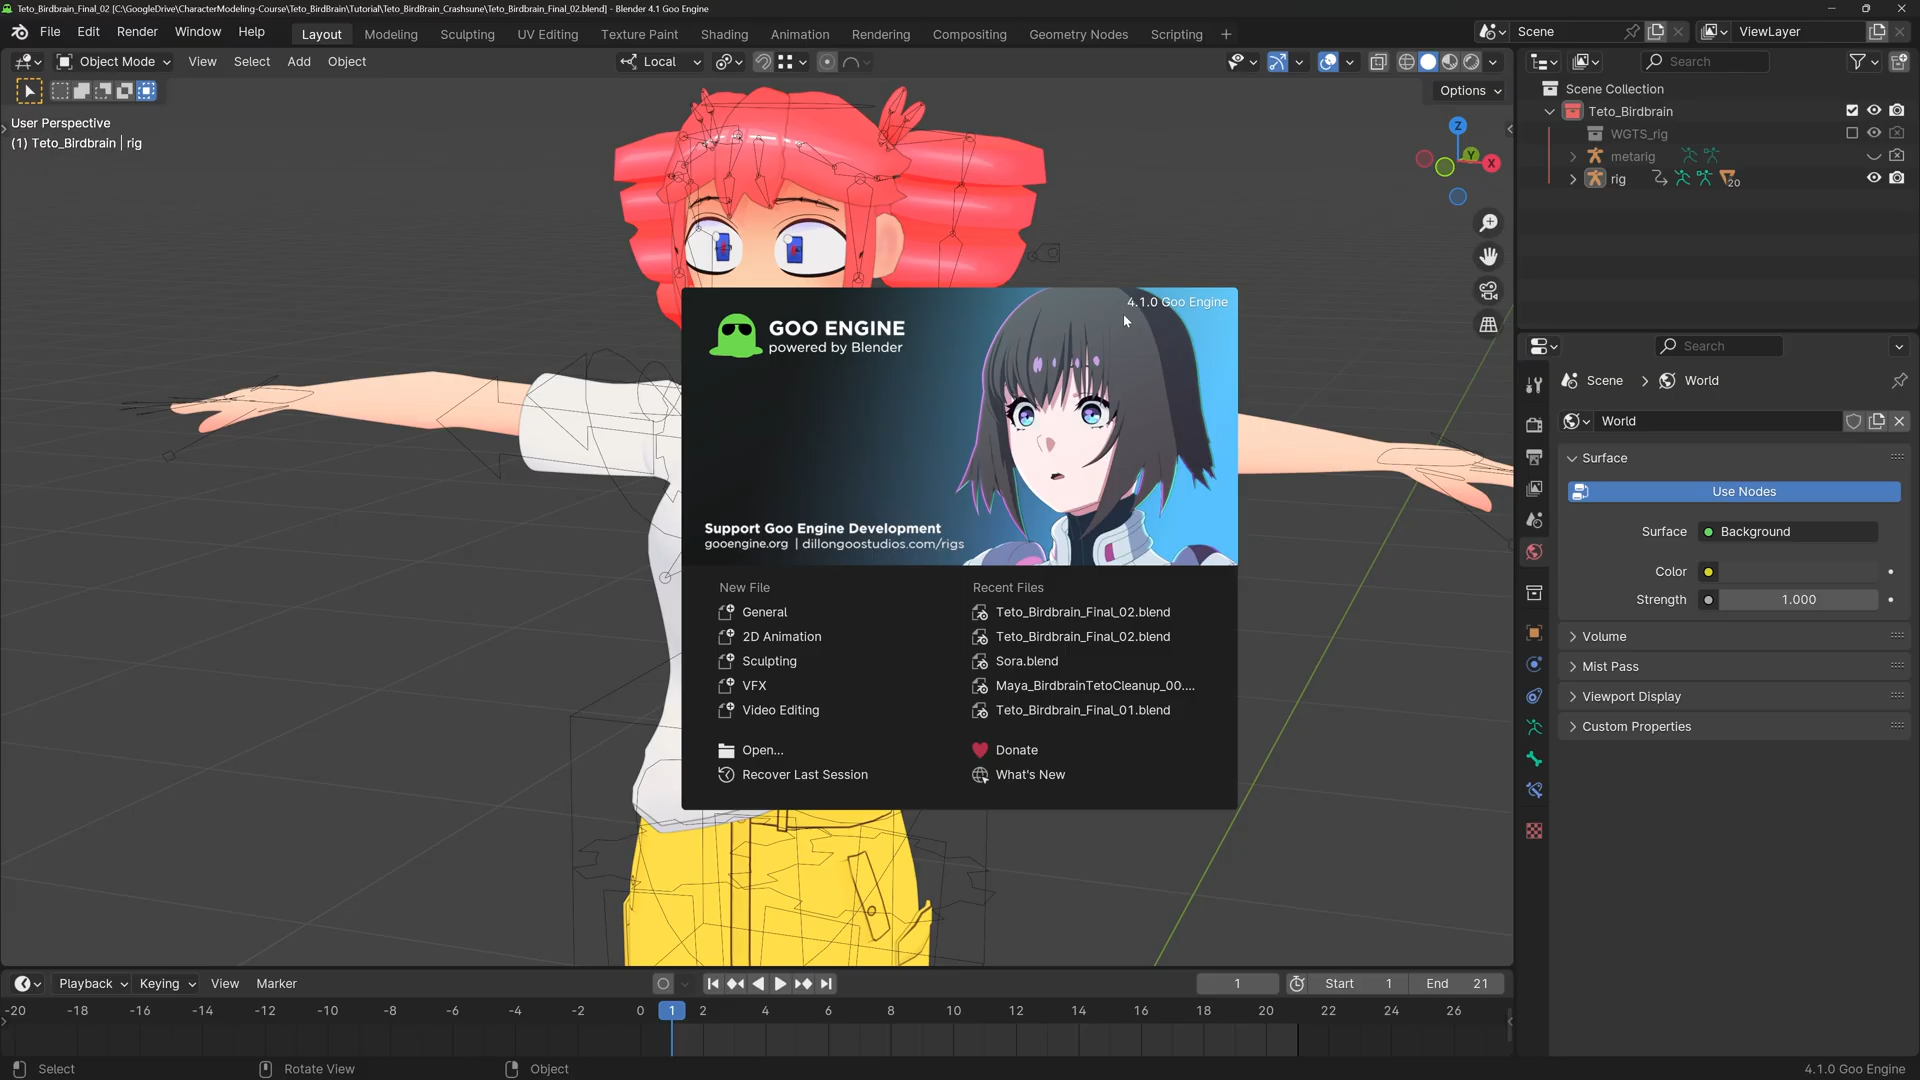 Teto_Birdbrain_Final_02 [C:\GoogleDrive\CharacterModeling-Course\Teto_BirdBrain\Tutorial\Teto_BirdBrain_Crashsune\Teto_Birdbrain_Final_02.blend] - Blender 4.1 Goo Engine
File Edit Render Window Help Layout Modeling Sculpting UV Editing Texture Paint Shading Animation Rendering Compositing Geometry Nodes Scripting + Scene ViewLayer
Object Mode View Select Add Object Local Search
Options
User Perspective
(1) Teto_Birdbrain | rig
Scene Collection
Teto_Birdbrain
WGTS_rig
metarig
rig 20
Z
Y
X
Search
Scene > World
World
Surface
Use Nodes
Surface Background
Color
Strength 1.000
Volume
Mist Pass
Viewport Display
Custom Properties
4.1.0 Goo Engine
GOO ENGINE
powered by Blender
Support Goo Engine Development
gooengine.org | dillongoostudios.com/rigs
New File
General
2D Animation
Sculpting
VFX
Video Editing
Open...
Recover Last Session
Recent Files
Teto_Birdbrain_Final_02.blend
Teto_Birdbrain_Final_02.blend
Sora.blend
Maya_BirdbrainTetoCleanup_00....
Teto_Birdbrain_Final_01.blend
Donate
What's New
Playback Keying View Marker 1 Start 1 End 21
-20 -18 -16 -14 -12 -10 -8 -6 -4 -2 0 1 2 4 6 8 10 12 14 16 18 20 22 24 26
Select Rotate View Object 4.1.0 Goo Engine